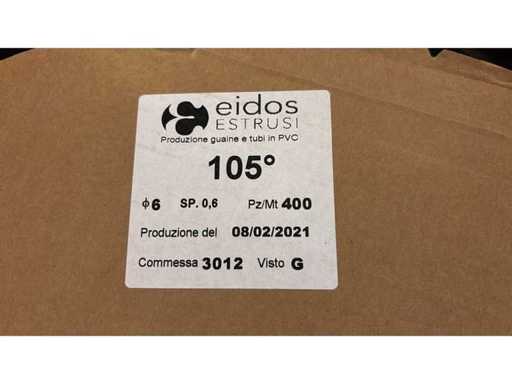 eidos
ESTRUSI
Produzione guaine e tubi in PVC
105°
ϕ6 SP. 0,6 Pz/Mt 400
Produzione del 08/02/2021
Commessa 3012 Visto G